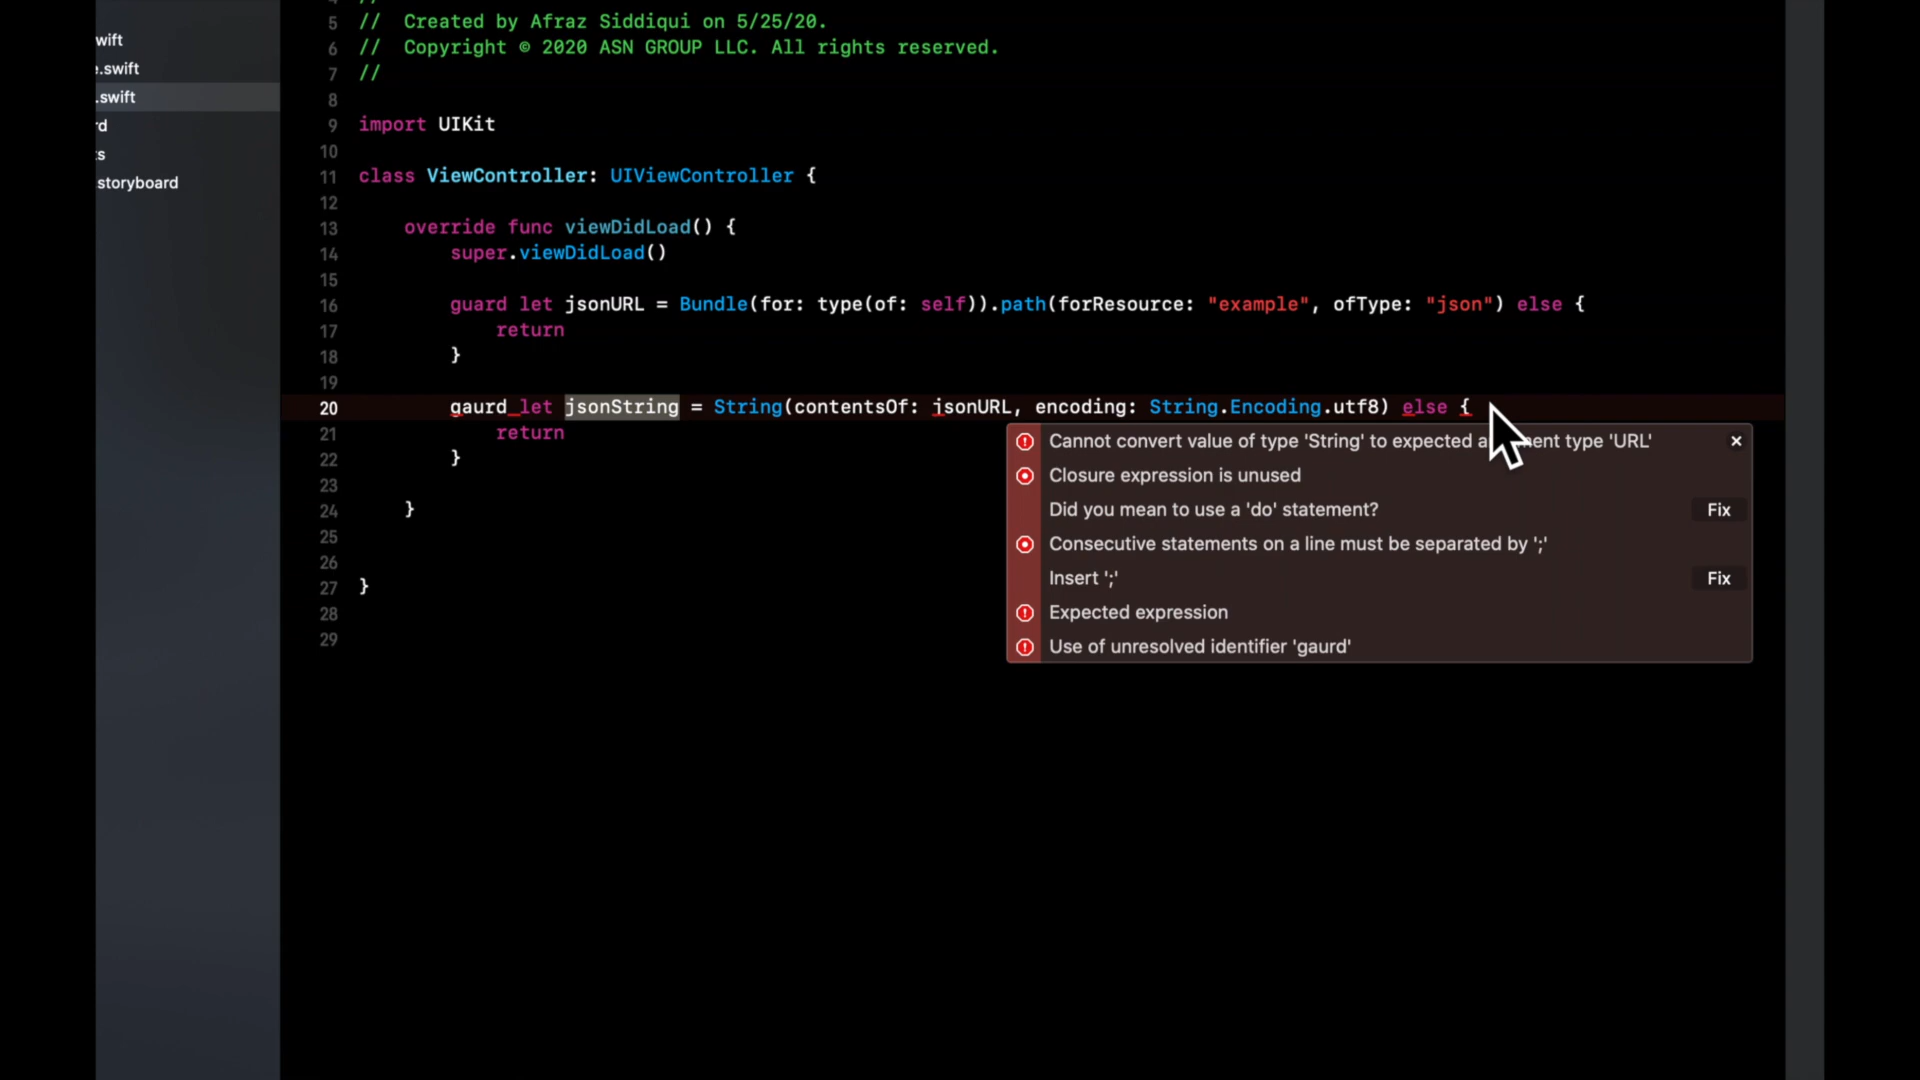 wift
e.swift
.swift
rd
ts
storyboard
4 //
5 // Created by Afraz Siddiqui on 5/25/20.
6 // Copyright © 2020 ASN GROUP LLC. All rights reserved.
7 //
8
9 import UIKit
10
11 class ViewController: UIViewController {
12
13 override func viewDidLoad() {
14 super.viewDidLoad()
15
16 guard let jsonURL = Bundle(for: type(of: self)).path(forResource: "example", ofType: "json") else {
17 return
18 }
19
20 gaurd let jsonString = String(contentsOf: jsonURL, encoding: String.Encoding.utf8) else {
21 return
22 }
23
24 }
25
26
27 }
28
29
Cannot convert value of type 'String' to expected type 'URL'
Closure expression is unused
Did you mean to use a 'do' statement? Fix
Consecutive statements on a line must be separated by ';'
Insert ';' Fix
Expected expression
Use of unresolved identifier 'gaurd'